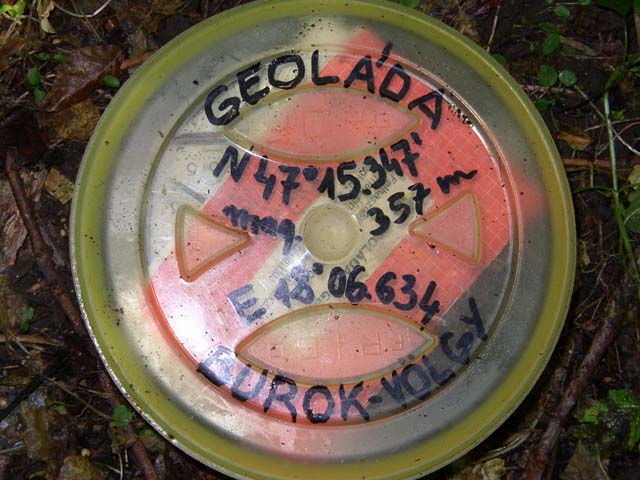 GEOLÁDA
N 47°15.347'
mag. 357 m
E 18°06.634
BUROK-VÖLGY